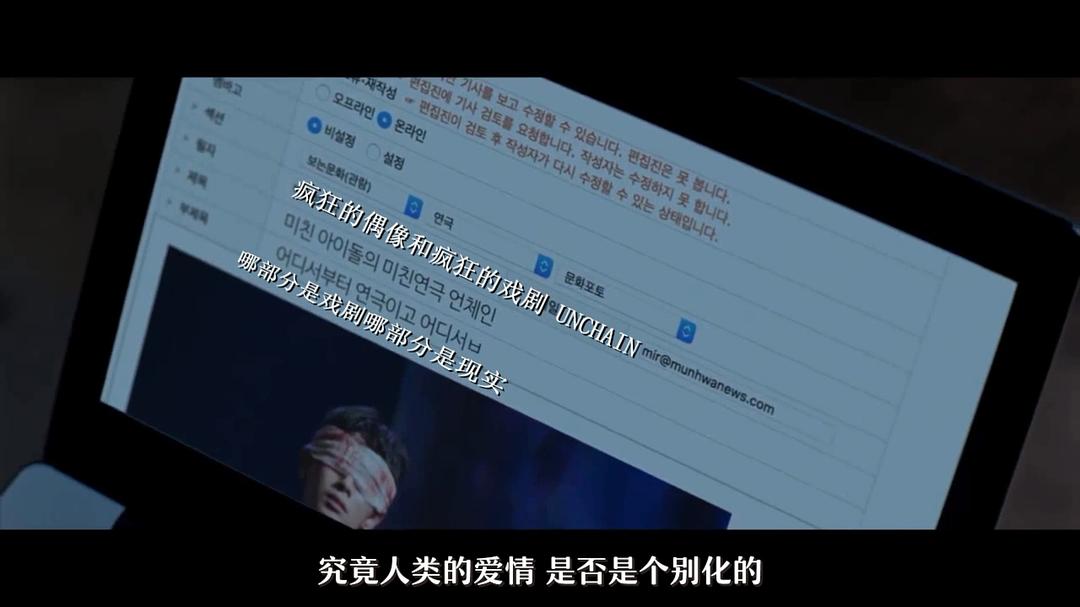 기사를 보고 수정할 수 있습니다. 편집진은 못 봅니다.
편집진에 기사 검토를 요청합니다. 작성자는 수정하지 못 합니다.
☞ 편집진이 검토 후 작성자가 다시 수정할 수 있는 상태입니다.
엠바고
오프라인 온라인
섹션
비설정 설정
필자
보는문화(관람) 연극 문화포토
제목
미친 아이돌의 미친연극 언체인
mir@munhwanews.com
부제목
어디서부터 연극이고 어디서ㅂ
疯狂的偶像和疯狂的戏剧 UNCHAIN
哪部分是戏剧哪部分是现实
究竟人类的爱情 是否是个别化的